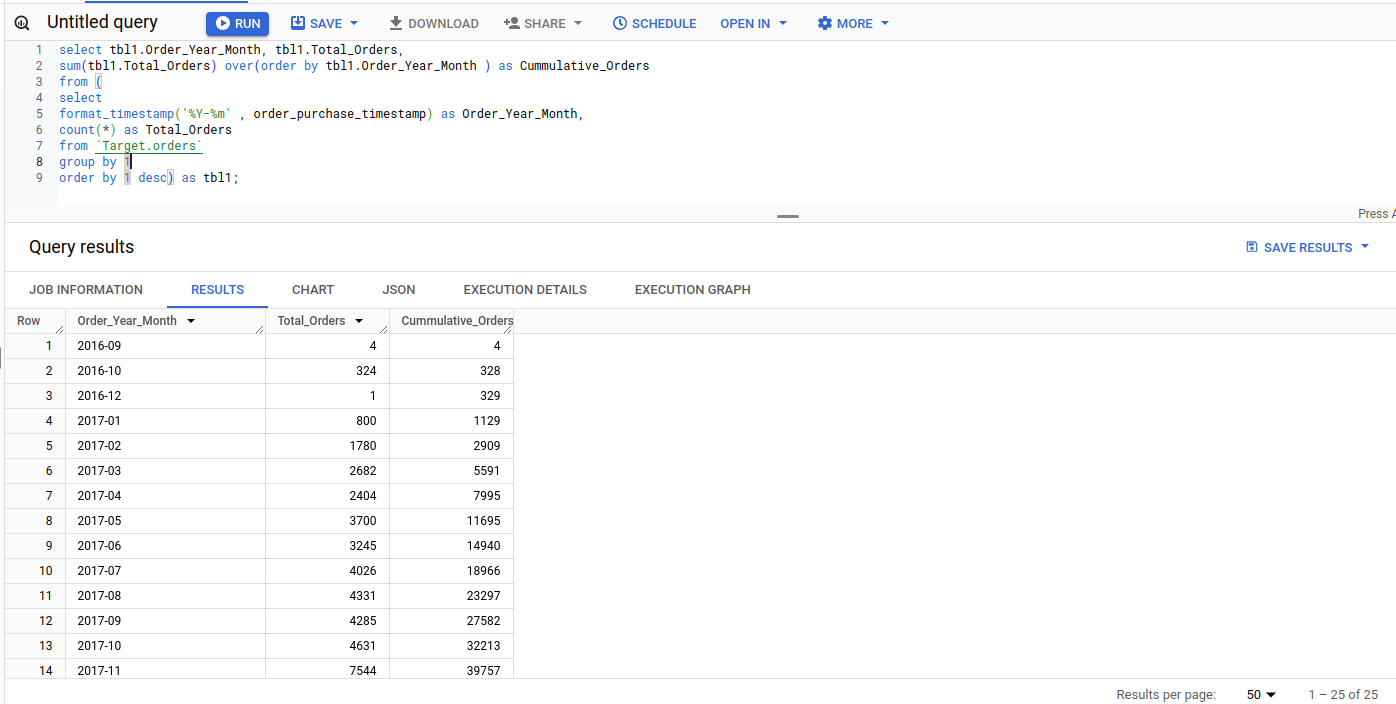 Untitled query RUN SAVE DOWNLOAD SHARE SCHEDULE OPEN IN MORE
1 select tbl1.Order_Year_Month, tbl1.Total_Orders,
2 sum(tbl1.Total_Orders) over(order by tbl1.Order_Year_Month ) as Cummulative_Orders
3 from (
4 select
5 format_timestamp('%Y-%m' , order_purchase_timestamp) as Order_Year_Month,
6 count(*) as Total_Orders
7 from `Target.orders`
8 group by 1
9 order by 1 desc) as tbl1;
Press A
Query results SAVE RESULTS
JOB INFORMATION RESULTS CHART JSON EXECUTION DETAILS EXECUTION GRAPH
Row Order_Year_Month Total_Orders Cummulative_Orders
1 2016-09 4 4
2 2016-10 324 328
3 2016-12 1 329
4 2017-01 800 1129
5 2017-02 1780 2909
6 2017-03 2682 5591
7 2017-04 2404 7995
8 2017-05 3700 11695
9 2017-06 3245 14940
10 2017-07 4026 18966
11 2017-08 4331 23297
12 2017-09 4285 27582
13 2017-10 4631 32213
14 2017-11 7544 39757
Results per page: 50 1 – 25 of 25